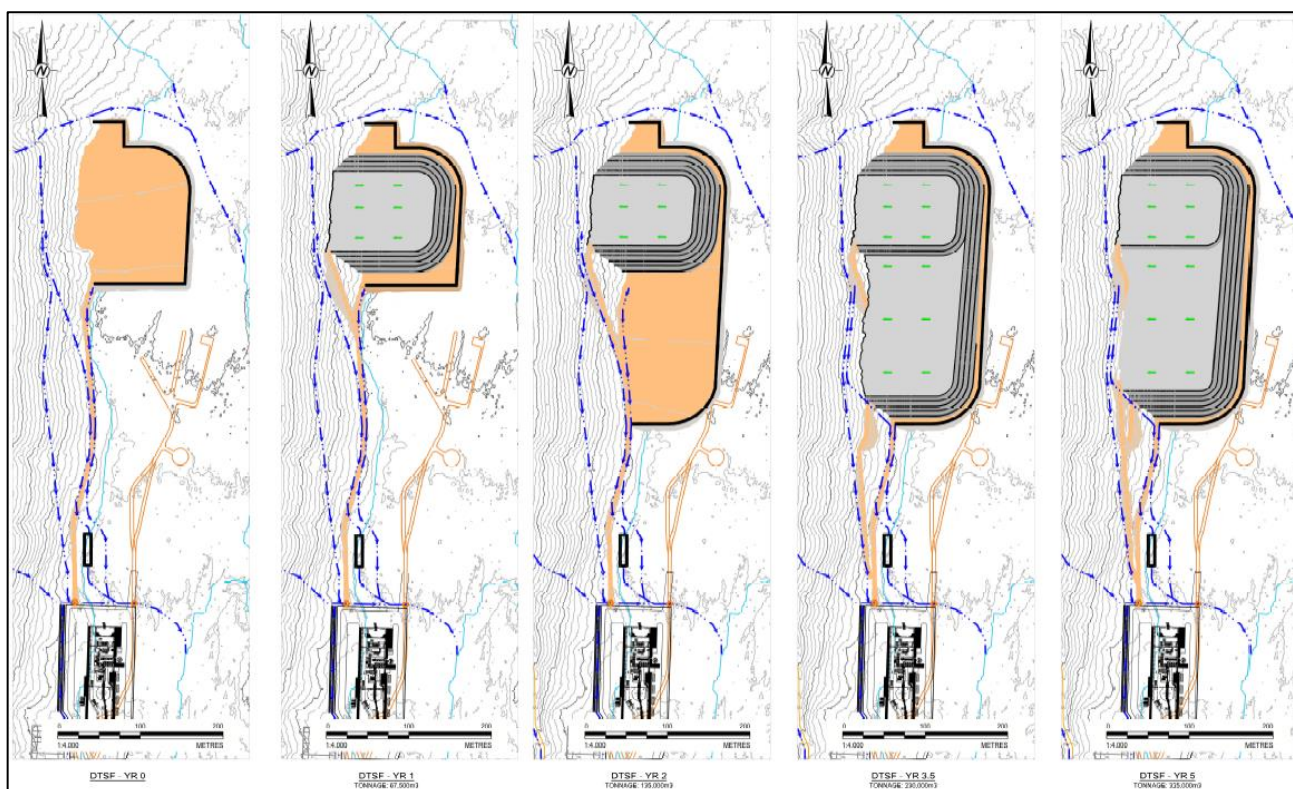 N
N
N
N
N
0 100 200
1:4,000 METRES
0 100 200
1:4,000 METRES
0 100 200
1:4,000 METRES
0 100 200
1:4,000 METRES
0 100 200
1:4,000 METRES
DTSF - YR 0
DTSF - YR 1
TONNAGE: 67,500m3
DTSF - YR 2
TONNAGE: 135,000m3
DTSF - YR 3.5
TONNAGE: 230,000m3
DTSF - YR 5
TONNAGE: 335,000m3